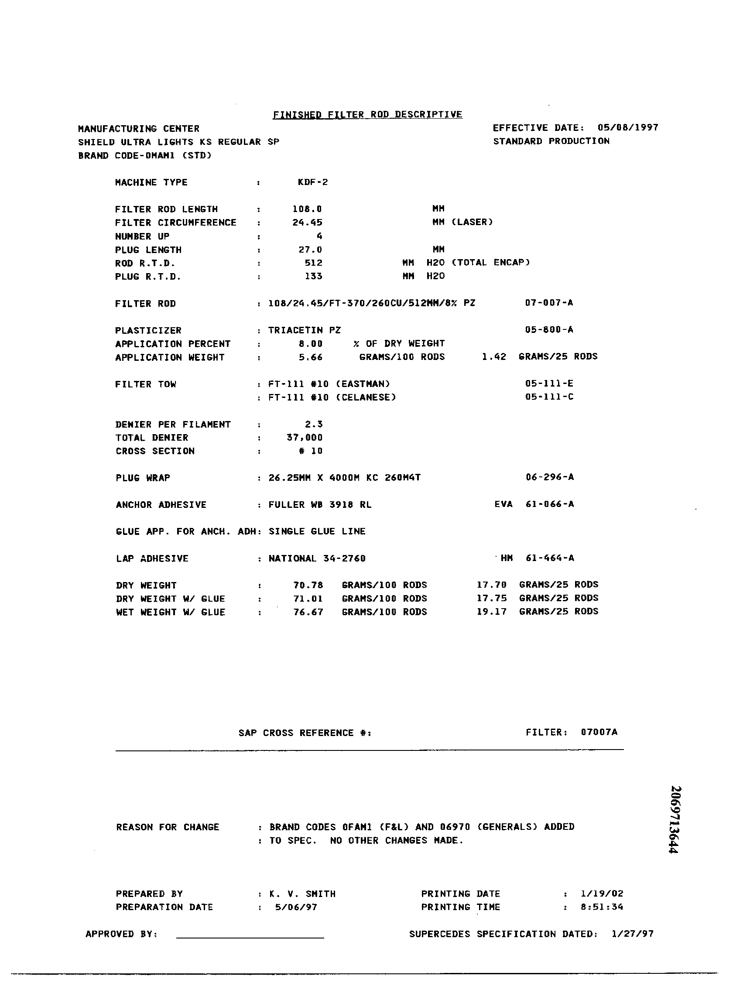 FINISHED FILTER ROD DESCRIPTIVE
MANUFACTURING CENTER EFFECTIVE DATE: 05/08/1997
SHIELD ULTRA LIGHTS KS REGULAR SP STANDARD PRODUCTION
BRAND CODE-0MAM1 (STD)
MACHINE TYPE : KDF-2
FILTER ROD LENGTH : 108.0 MM
FILTER CIRCUMFERENCE : 24.45 MM (LASER)
NUMBER UP : 4
PLUG LENGTH : 27.0 MM
ROD R.T.D. : 512 MM H2O (TOTAL ENCAP)
PLUG R.T.D. : 133 MM H2O
FILTER ROD : 108/24.45/FT-370/260CU/512MM/8% PZ 07-007-A
PLASTICIZER : TRIACETIN PZ 05-800-A
APPLICATION PERCENT : 8.00 % OF DRY WEIGHT
APPLICATION WEIGHT : 5.66 GRAMS/100 RODS 1.42 GRAMS/25 RODS
FILTER TOW : FT-111 #10 (EASTMAN) 05-111-E
: FT-111 #10 (CELANESE) 05-111-C
DENIER PER FILAMENT : 2.3
TOTAL DENIER : 37,000
CROSS SECTION : # 10
PLUG WRAP : 26.25MM X 4000M KC 260M4T 06-296-A
ANCHOR ADHESIVE : FULLER WB 3918 RL EVA 61-066-A
GLUE APP. FOR ANCH. ADH: SINGLE GLUE LINE
LAP ADHESIVE : NATIONAL 34-2760 HM 61-464-A
DRY WEIGHT : 70.78 GRAMS/100 RODS 17.70 GRAMS/25 RODS
DRY WEIGHT W/ GLUE : 71.01 GRAMS/100 RODS 17.75 GRAMS/25 RODS
WET WEIGHT W/ GLUE : 76.67 GRAMS/100 RODS 19.17 GRAMS/25 RODS
SAP CROSS REFERENCE #: FILTER: 07007A
REASON FOR CHANGE : BRAND CODES 0FAM1 (F&L) AND 06970 (GENERALS) ADDED
: TO SPEC. NO OTHER CHANGES MADE.
PREPARED BY : K. V. SMITH PRINTING DATE : 1/19/02
PREPARATION DATE : 5/06/97 PRINTING TIME : 8:51:34
APPROVED BY: SUPERCEDES SPECIFICATION DATED: 1/27/97
2069713644